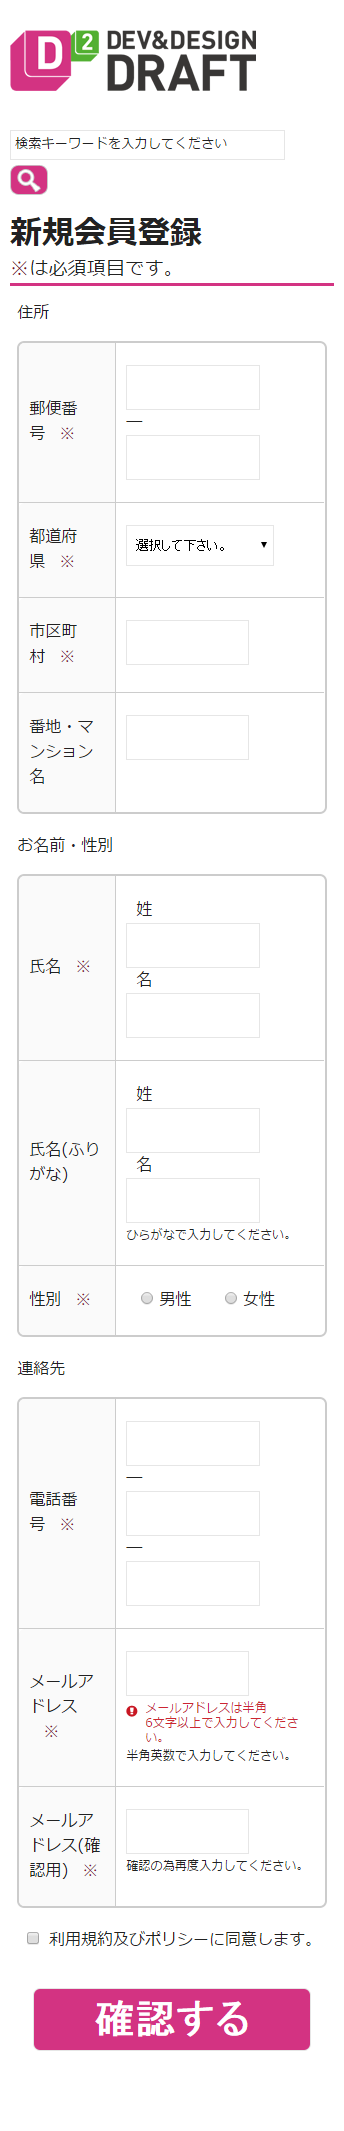 D2 DEV&DESIGN
DRAFT
検索キーワードを入力してください
新規会員登録
※は必須項目です。
住所
郵便番
号 ※
―
都道府
県 ※
選択して下さい。
市区町
村 ※
番地・マ
ンション
名
お名前・性別
氏名 ※
姓
名
氏名(ふり
がな)
姓
名
ひらがなで入力してください。
性別 ※
男性 女性
連絡先
電話番
号 ※
―
―
メールア
ドレス
※
メールアドレスは半角
6文字以上で入力してくださ
い。
半角英数で入力してください。
メールア
ドレス(確
認用) ※
確認の為再度入力してください。
利用規約及びポリシーに同意します。
確認する